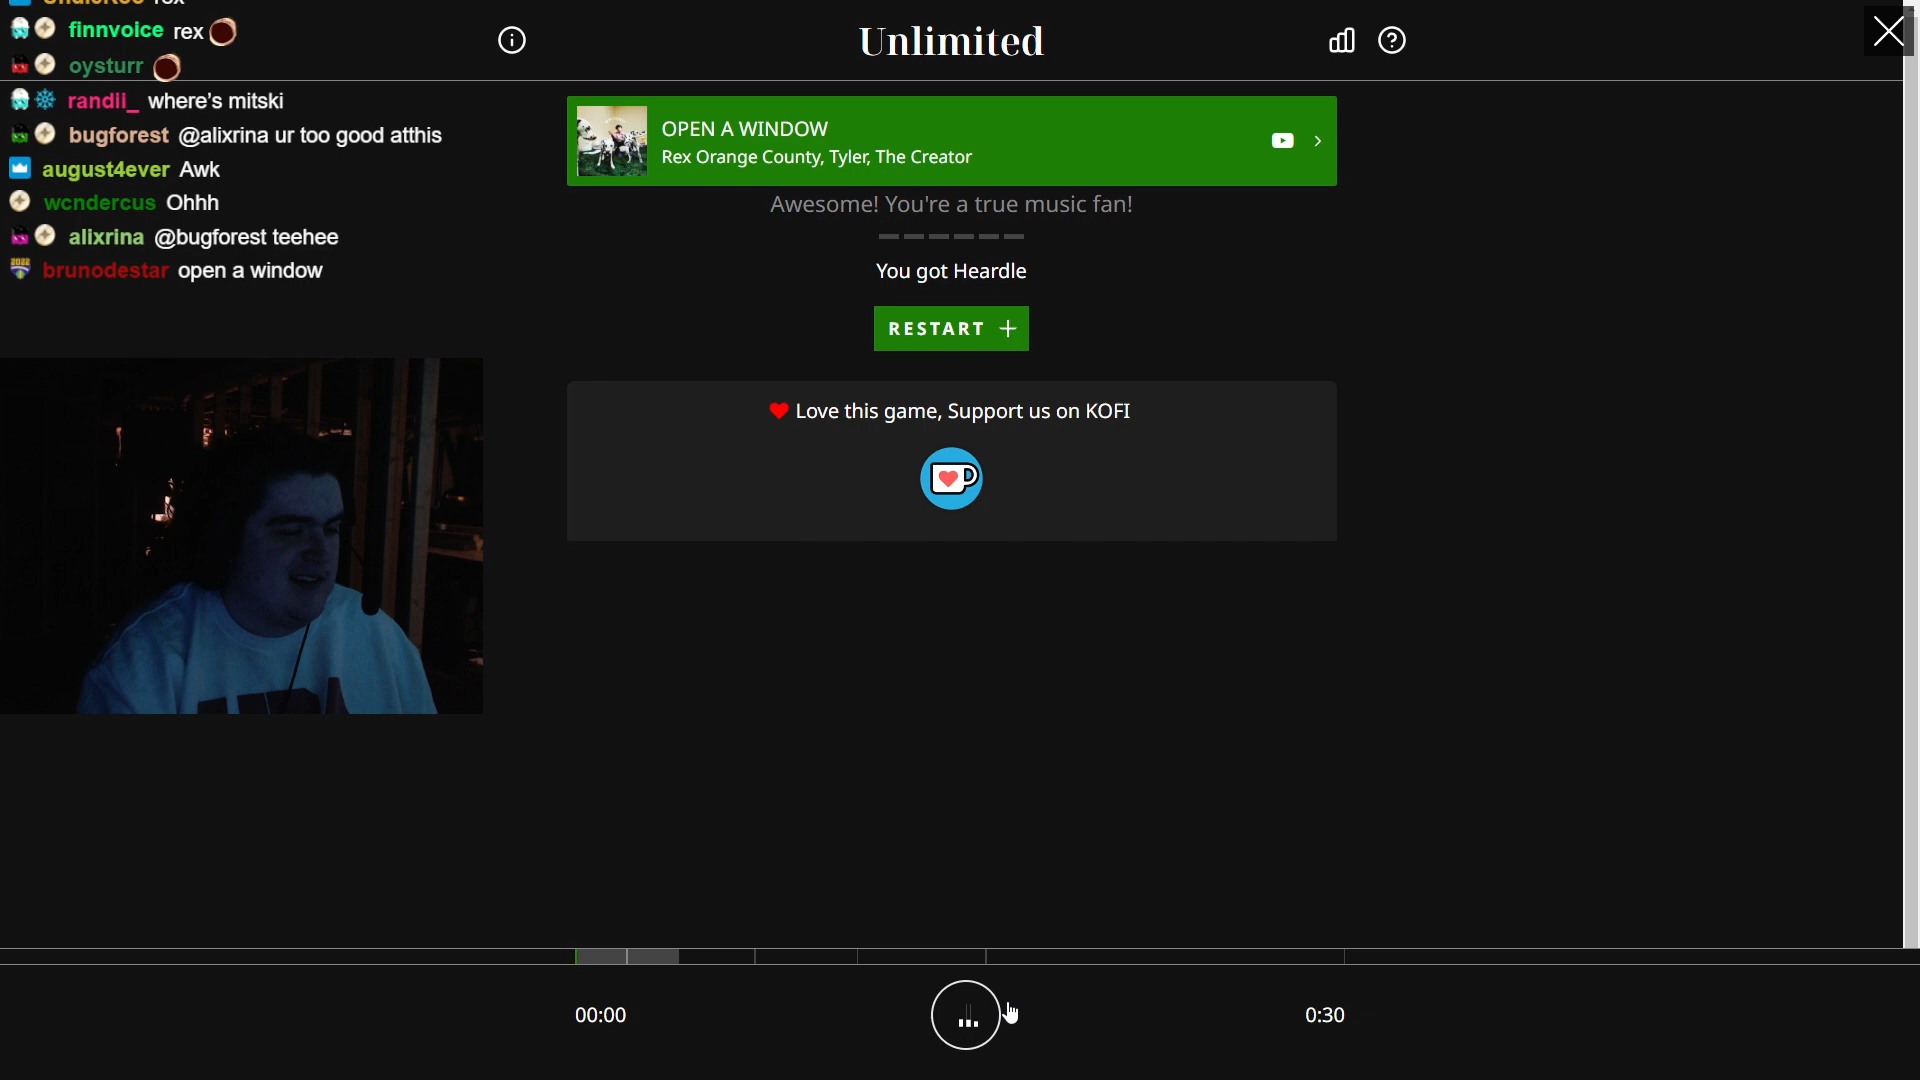 finnvoice rex
oysturr
randii_ where's mitski
bugforest @alixrina ur too good atthis
august4ever Awk
wcndercus Ohhh
alixrina @bugforest teehee
brunodestar open a window
Unlimited
OPEN A WINDOW
Rex Orange County, Tyler, The Creator
Awesome! You're a true music fan!
You got Heardle
RESTART +
Love this game, Support us on KOFI
00:00
0:30